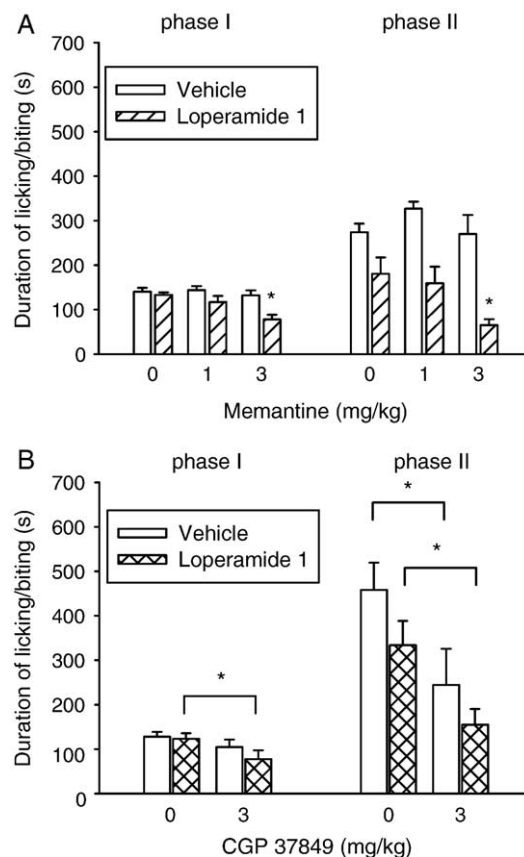 A
phase I phase II
700
600
500
400
300
200
100
0
Duration of licking/biting (s)
Vehicle
Loperamide 1
* *
0 1 3 0 1 3
Memantine (mg/kg)
B
phase I phase II
700
600
500
400
300
200
100
0
Duration of licking/biting (s)
Vehicle
Loperamide 1
*
*
*
0 3 0 3
CGP 37849 (mg/kg)